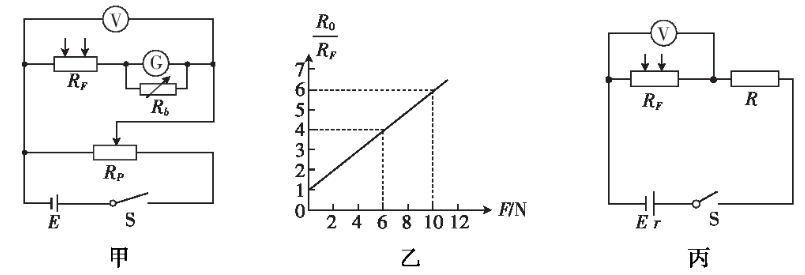 V
G
R_F
R_b
R_P
E
S
甲
R_0/R_F
7
6
5
4
3
2
1
0
2 4 6 8 10 12
F/N
乙
V
R_F
R
E r
S
丙